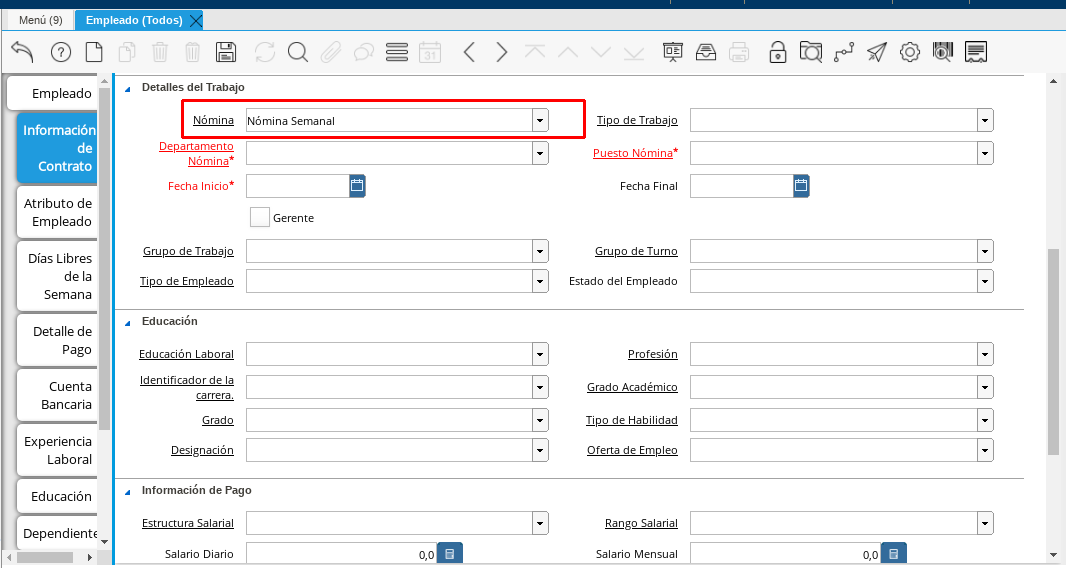 Menú (9)
Empleado (Todos)
31
Empleado
Información
de
Contrato
Atributo de
Empleado
Días Libres
de la
Semana
Detalle de
Pago
Cuenta
Bancaria
Experiencia
Laboral
Educación
Dependiente
Detalles del Trabajo
Nómina
Nómina Semanal
Tipo de Trabajo
Departamento
Nómina*
Puesto Nómina*
Fecha Inicio*
Fecha Final
Gerente
Grupo de Trabajo
Grupo de Turno
Tipo de Empleado
Estado del Empleado
Educación
Educación Laboral
Profesión
Identificador de la
carrera.
Grado Académico
Grado
Tipo de Habilidad
Designación
Oferta de Empleo
Información de Pago
Estructura Salarial
Rango Salarial
Salario Diario
0,0
Salario Mensual
0,0